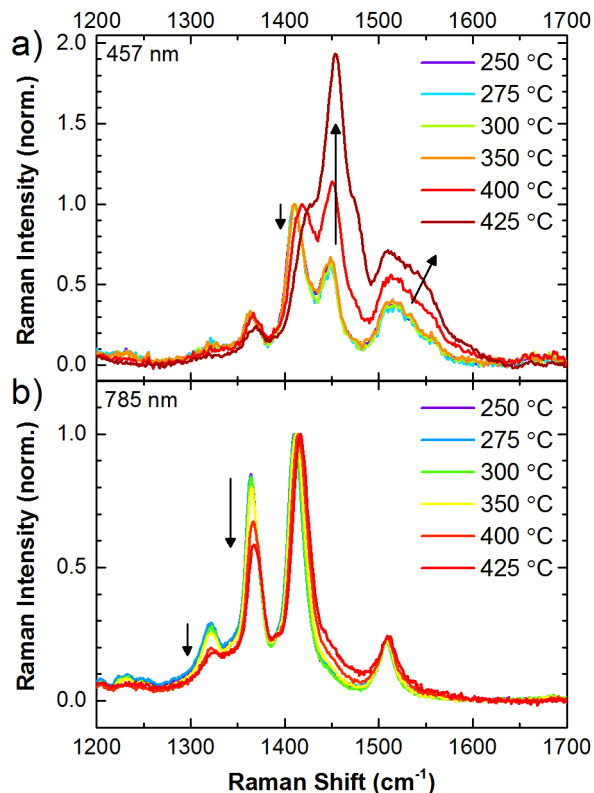 1200 1300 1400 1500 1600 1700
a)
457 nm
2.0
1.5
1.0
0.5
0.0
Raman Intensity (norm.)
250 °C
275 °C
300 °C
350 °C
400 °C
425 °C
b)
785 nm
1.0
0.5
0.0
Raman Intensity (norm.)
250 °C
275 °C
300 °C
350 °C
400 °C
425 °C
1200 1300 1400 1500 1600 1700
Raman Shift (cm⁻¹)